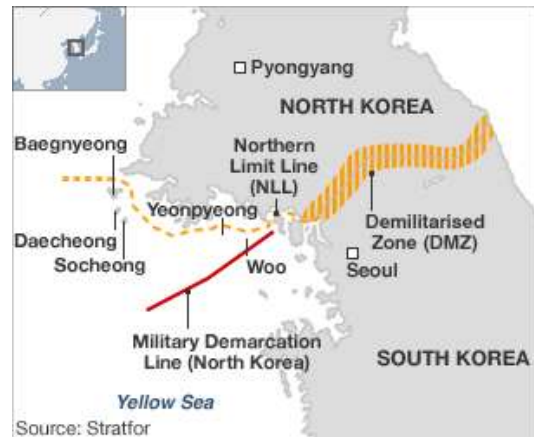 Pyongyang
NORTH KOREA
Baegnyeong
Northern
Limit Line
(NLL)
Yeonpyeong
Demilitarised
Zone (DMZ)
Daecheong
Socheong
Woo
Seoul
Military Demarcation
Line (North Korea)
SOUTH KOREA
Yellow Sea
Source: Stratfor